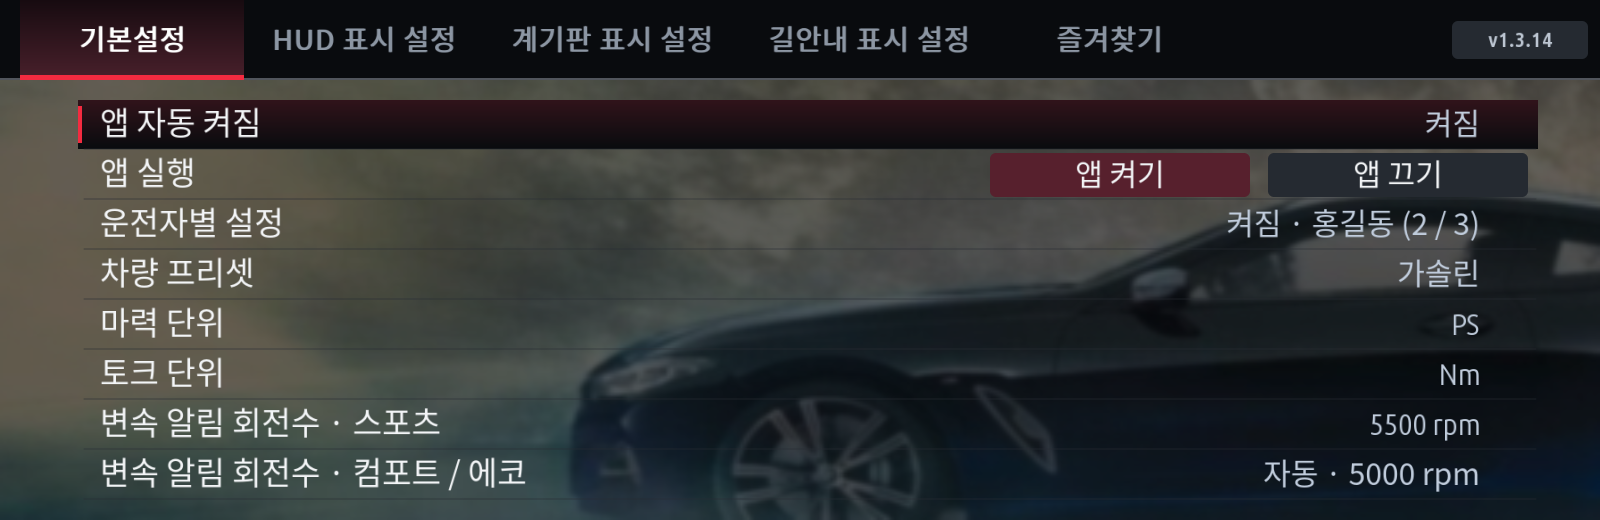 기본설정 HUD 표시 설정 계기판 표시 설정 길안내 표시 설정 즐겨찾기 v1.3.14
앱 자동 켜짐 켜짐
앱 실행 앱 켜기 앱 끄기
운전자별 설정 켜짐 · 홍길동 (2 / 3)
차량 프리셋 가솔린
마력 단위 PS
토크 단위 Nm
변속 알림 회전수 · 스포츠 5500 rpm
변속 알림 회전수 · 컴포트 / 에코 자동 · 5000 rpm